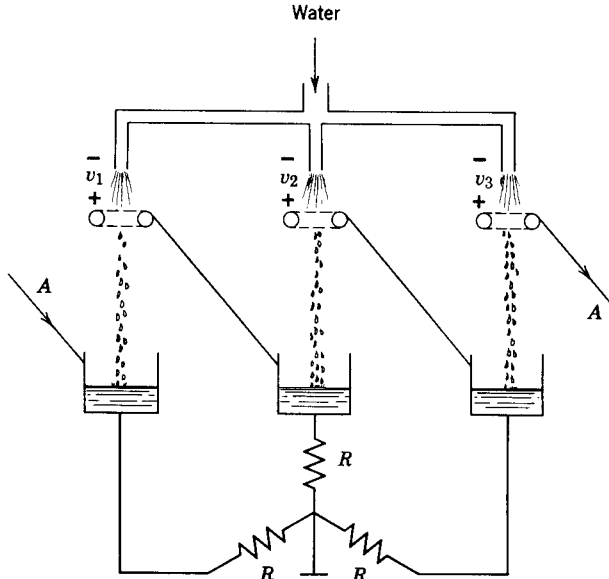 Water
− − −
v₁ v₂ v₃
+ + +
A
A
R
R R